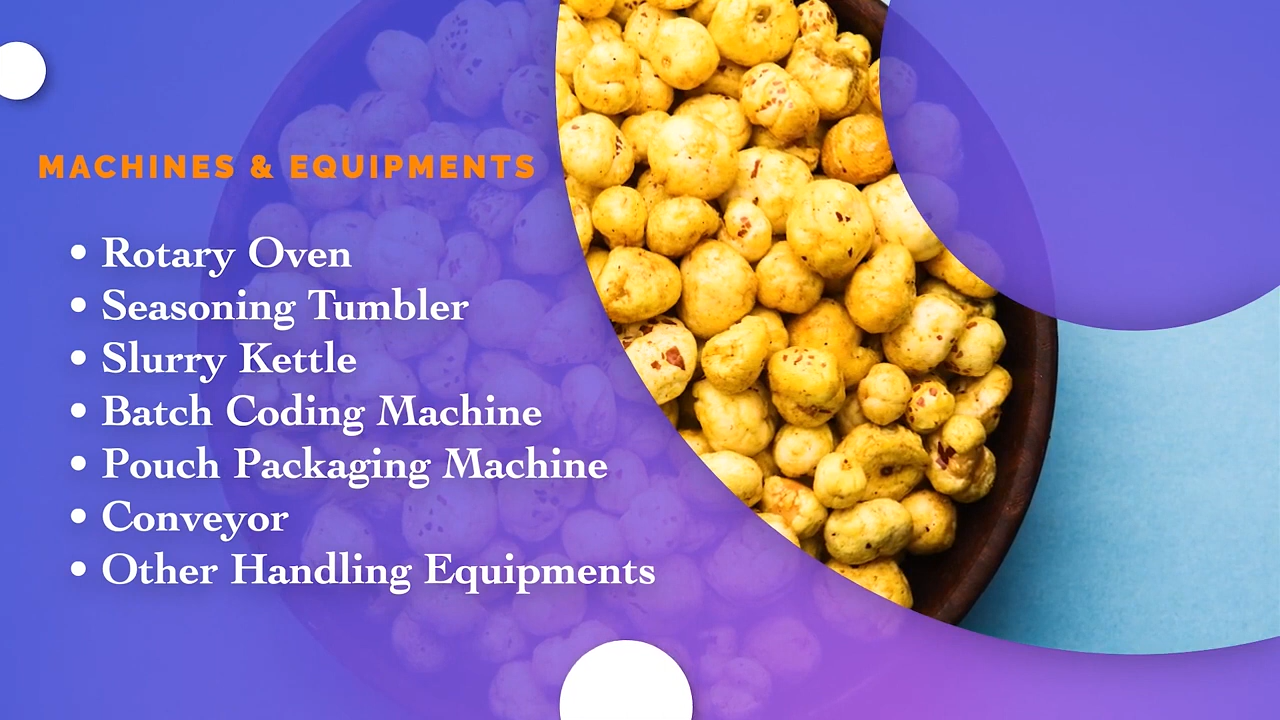 MACHINES & EQUIPMENTS
• Rotary Oven
• Seasoning Tumbler
• Slurry Kettle
• Batch Coding Machine
• Pouch Packaging Machine
• Conveyor
• Other Handling Equipments